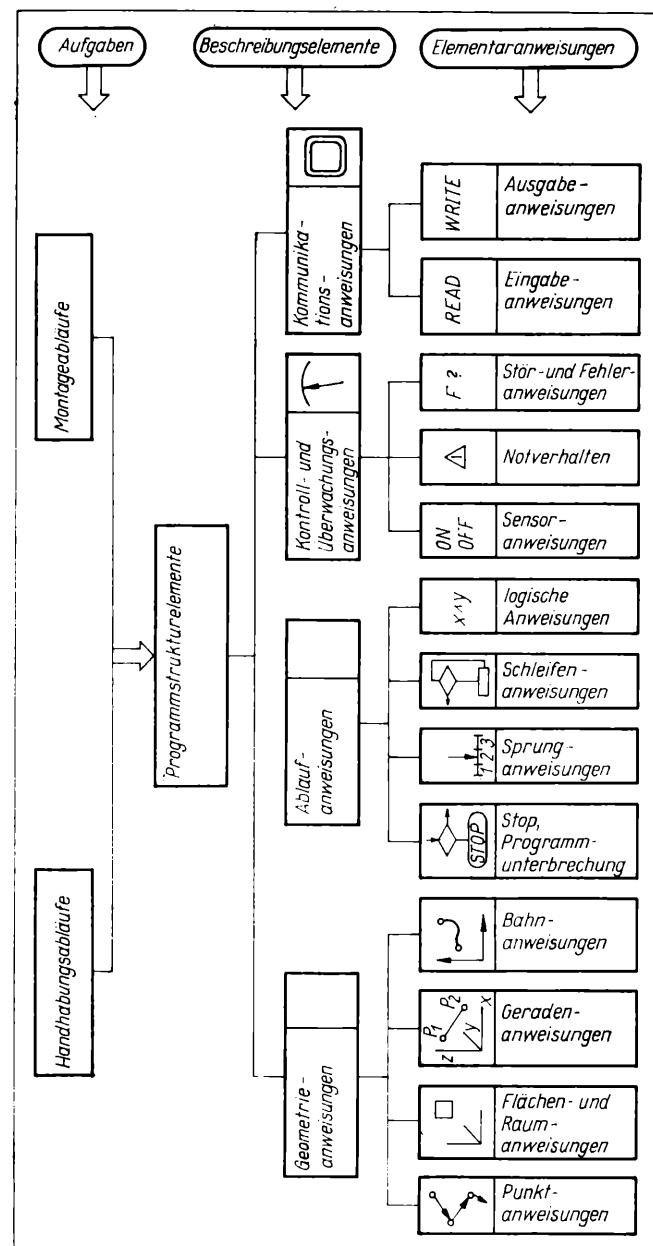 Aufgaben
Beschreibungselemente
Elementaranweisungen
Montageabläufe
Handhabungsabläufe
Programmstrukturelemente
Kommunika-
tions-
anweisungen
Kontroll- und
Überwachungs-
anweisungen
Ablauf-
anweisungen
Geometrie-
anweisungen
WRITE
Ausgabe-
anweisungen
READ
Eingabe-
anweisungen
F ?
Stör- und Fehler-
anweisungen
!
Notverhalten
ON
OFF
Sensor-
anweisungen
x∧y
logische
Anweisungen
Schleifen-
anweisungen
1 2 3
Sprung-
anweisungen
STOP
Stop,
Programm-
unterbrechung
Bahn-
anweisungen
P1 P2
z y x
Geraden-
anweisungen
Flächen- und
Raum-
anweisungen
Punkt-
anweisungen